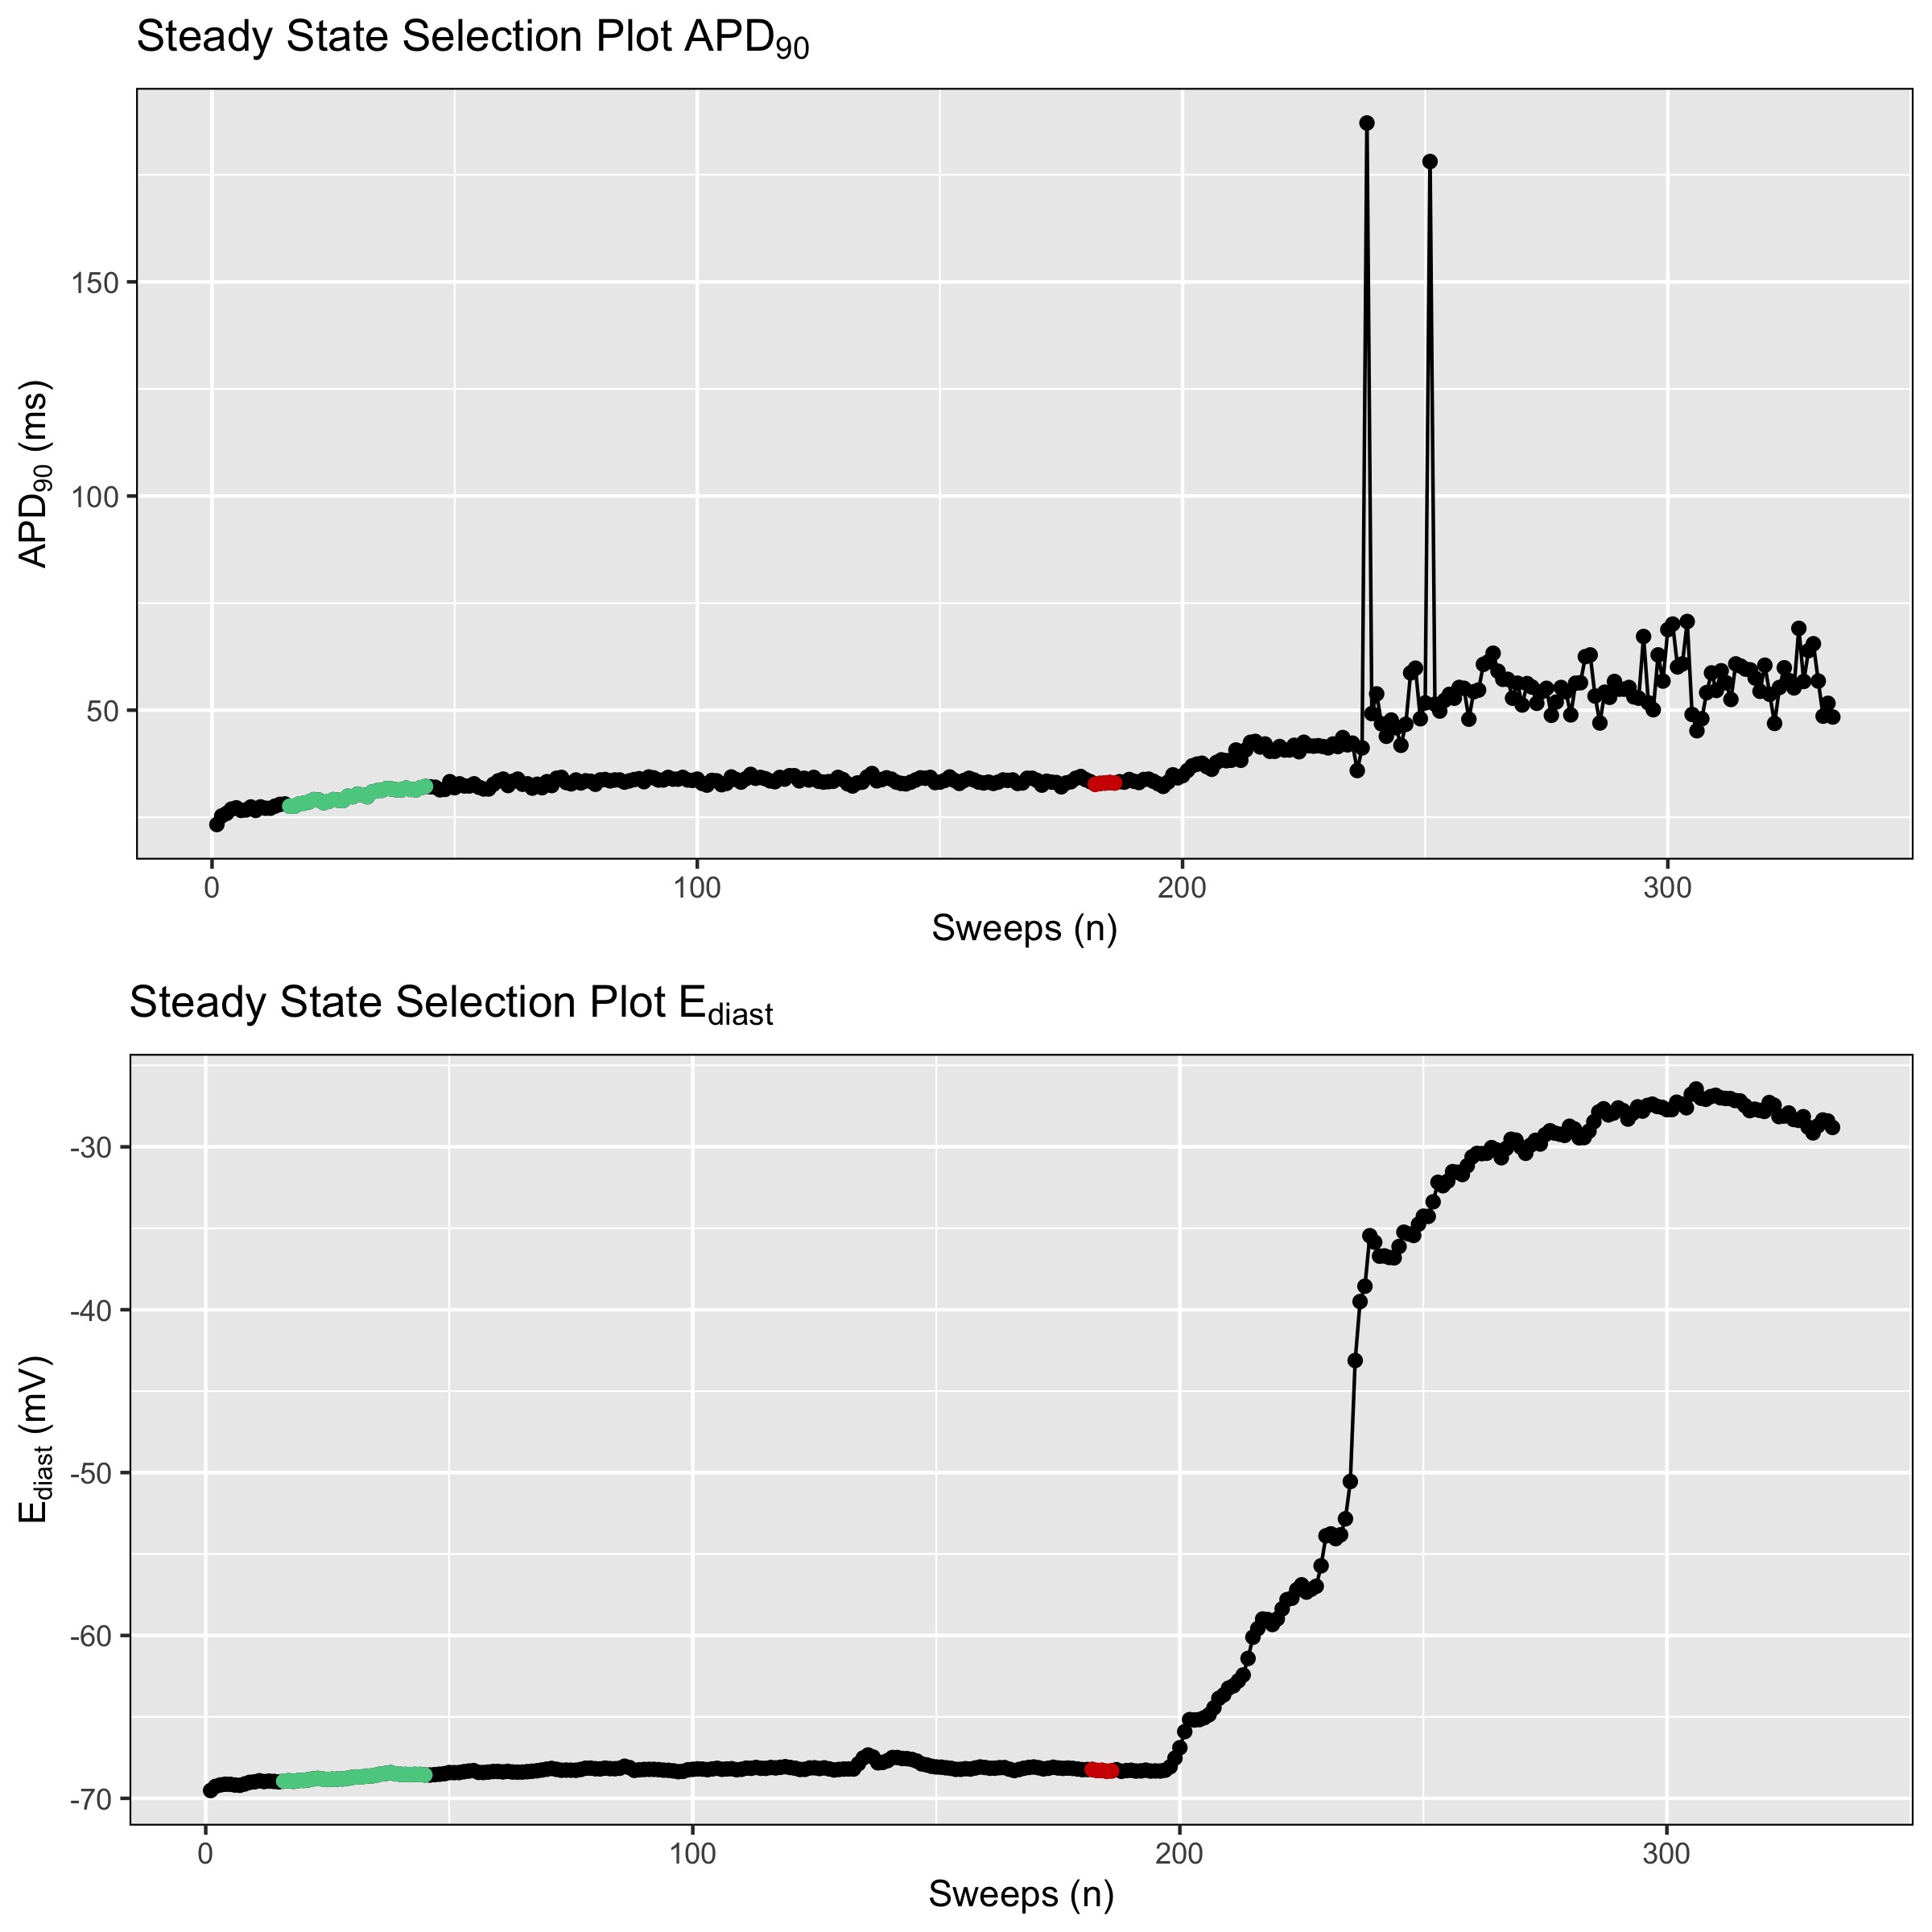 Steady State Selection Plot APD90
150
100
50
APD90 (ms)
0 100 200 300
Sweeps (n)
Steady State Selection Plot Ediast
-30
-40
-50
-60
-70
Ediast (mV)
0 100 200 300
Sweeps (n)